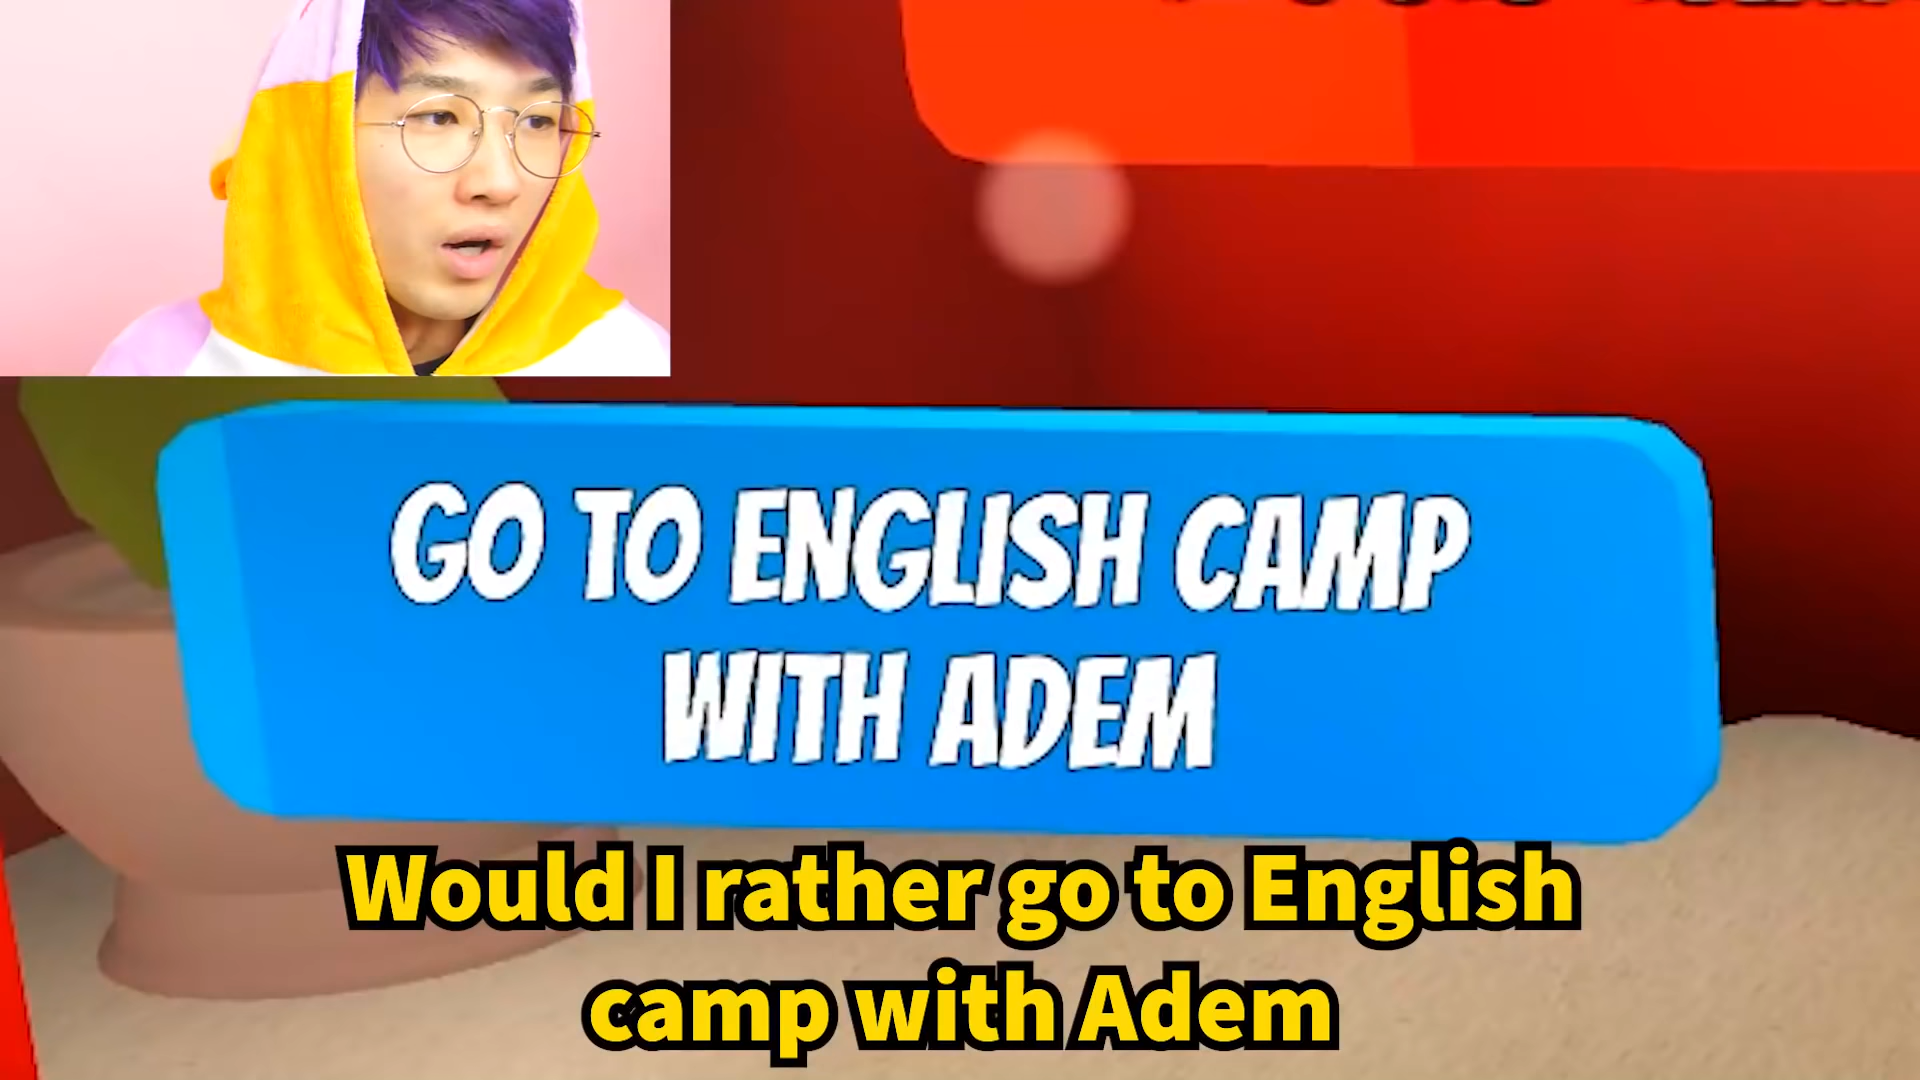 GO TO ENGLISH CAMP
WITH ADEM
Would I rather go to English
camp with Adem